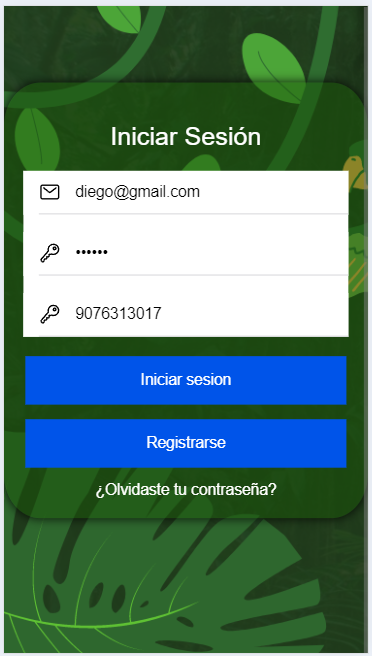 Iniciar Sesión
diego@gmail.com
••••••
9076313017
Iniciar sesion
Registrarse
¿Olvidaste tu contraseña?